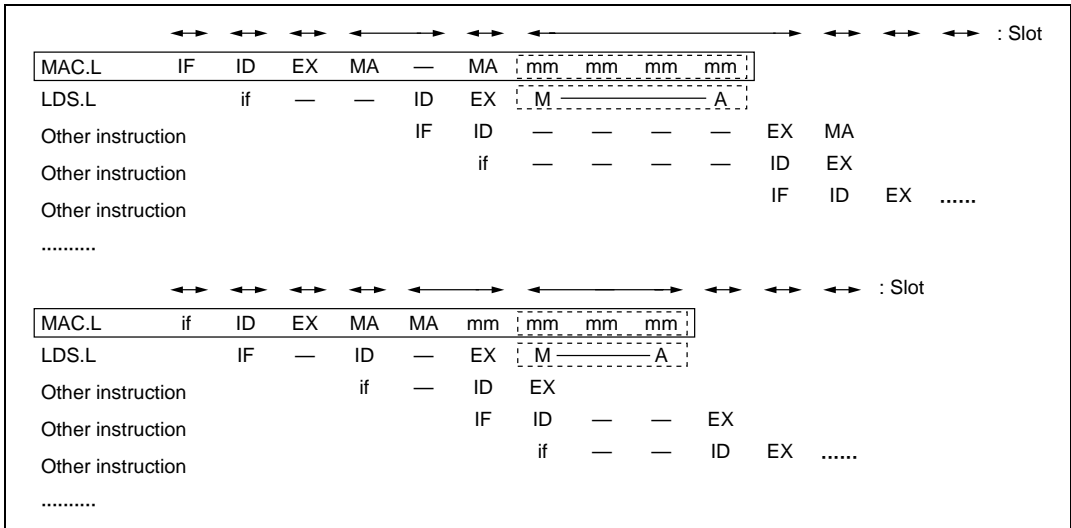 : Slot
MAC.L IF ID EX MA — MA mm mm mm mm
LDS.L if — — ID EX M A
Other instruction IF ID — — — — EX MA
Other instruction if — — — — ID EX
Other instruction IF ID EX ......
..........
: Slot
MAC.L if ID EX MA MA mm mm mm mm
LDS.L IF — ID — EX M A
Other instruction if — ID EX
Other instruction IF ID — — EX
Other instruction if — — ID EX ......
..........